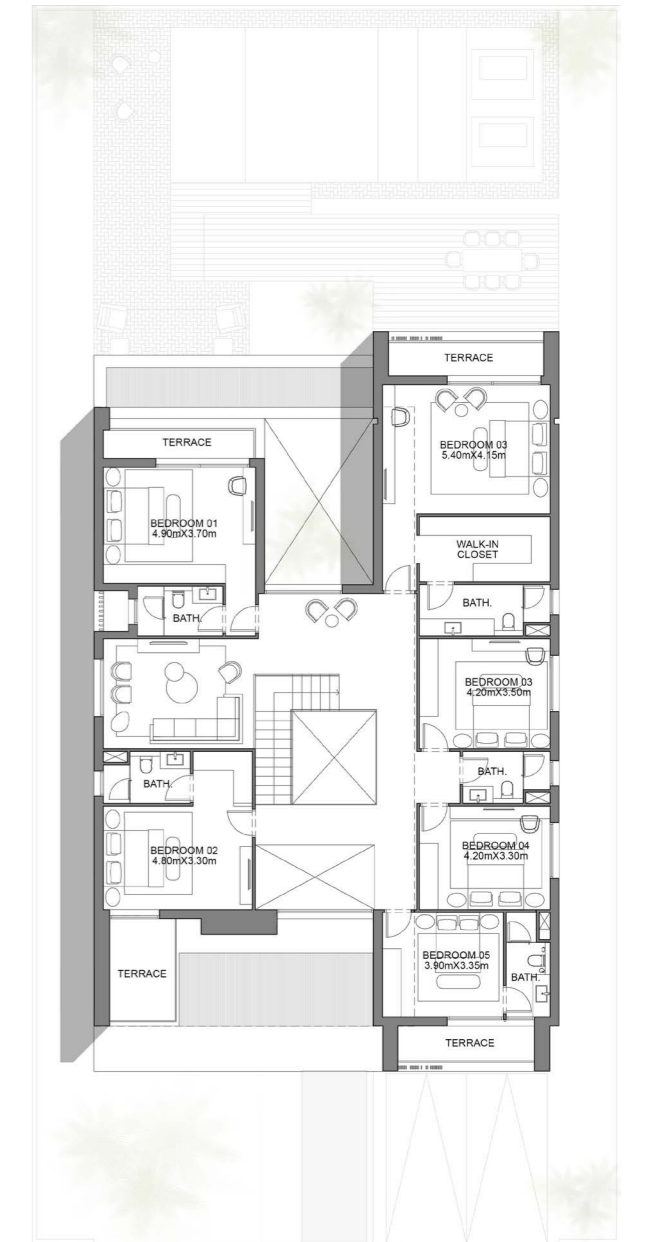 TERRACE
TERRACE
BEDROOM 03
5.40mX4.15m
BEDROOM 01
4.90mX3.70m
WALK-IN
CLOSET
BATH.
BATH.
BEDROOM 03
4.20mX3.50m
BATH.
BATH.
BEDROOM 02
4.80mX3.30m
BEDROOM 04
4.20mX3.30m
BEDROOM 05
3.90mX3.35m
TERRACE
BATH.
TERRACE